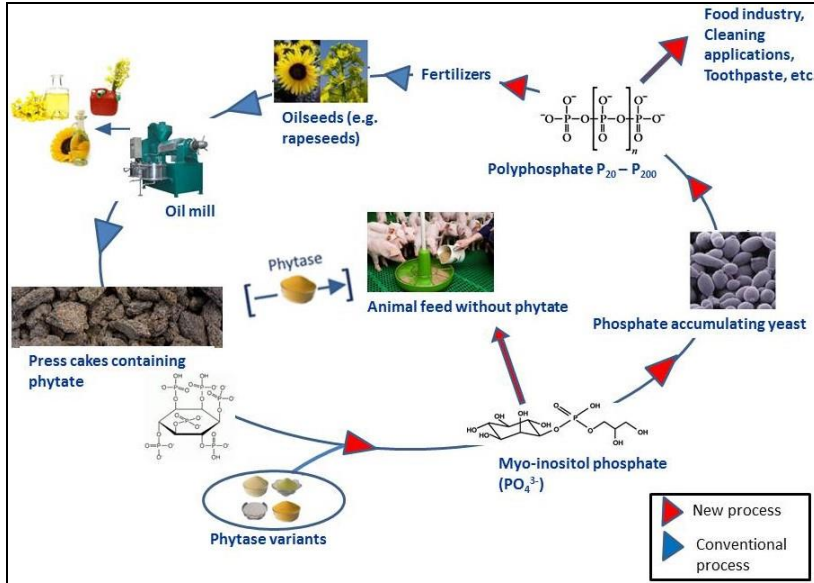 Food industry,
Cleaning
applications,
Toothpaste, etc.
Fertilizers
Oilseeds (e.g.
rapeseeds)
O⁻ O⁻ O⁻
⁻O-P-O-[P-O]ₙ-P-O⁻
O O O
Polyphosphate P₂₀ – P₂₀₀
Oil mill
Phytase
Animal feed without phytate
Phosphate accumulating yeast
Press cakes containing
phytate
Myo-inositol phosphate
(PO₄³⁻)
Phytase variants
New process
Conventional
process